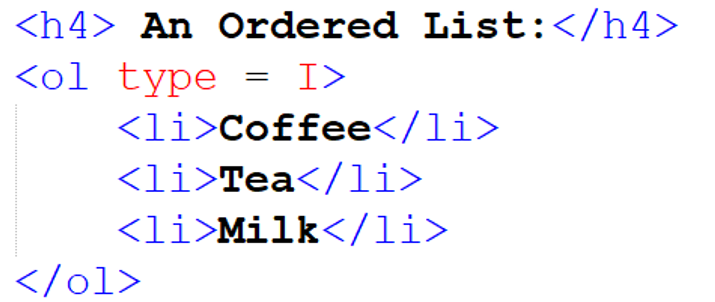 <h4> An Ordered List:</h4>
<ol type = I>
<li>Coffee</li>
<li>Tea</li>
<li>Milk</li>
</ol>